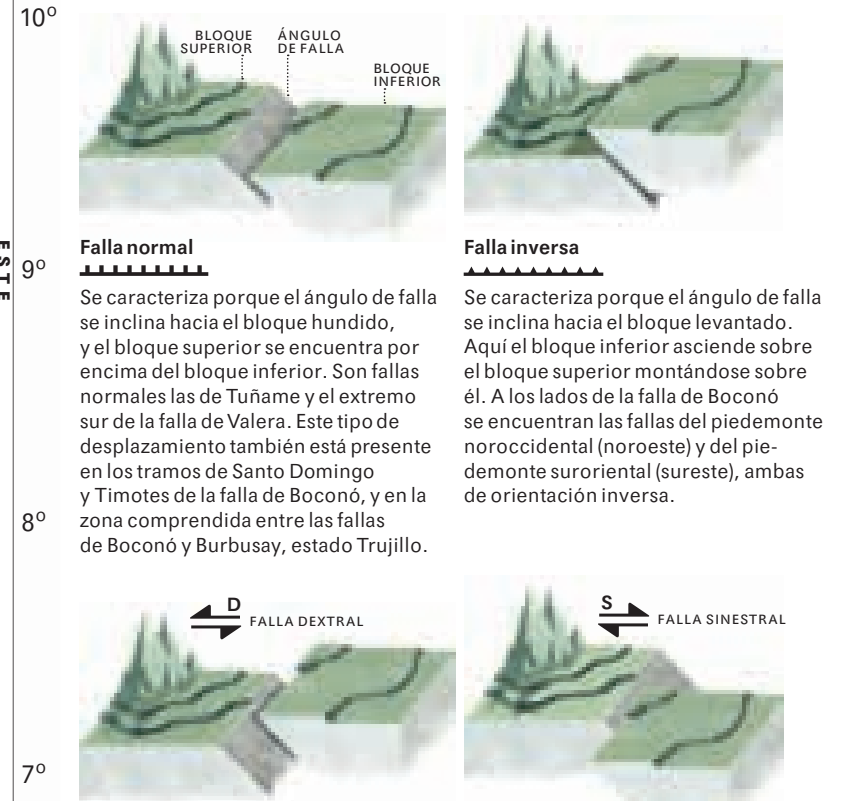 10º
9º
8º
7º
ESTE
BLOQUE
SUPERIOR
ÁNGULO
DE FALLA
BLOQUE
INFERIOR
Falla normal
Se caracteriza porque el ángulo de falla
se inclina hacia el bloque hundido,
y el bloque superior se encuentra por
encima del bloque inferior. Son fallas
normales las de Tuñame y el extremo
sur de la falla de Valera. Este tipo de
desplazamiento también está presente
en los tramos de Santo Domingo
y Timotes de la falla de Boconó, y en la
zona comprendida entre las fallas
de Boconó y Burbusay, estado Trujillo.
Falla inversa
Se caracteriza porque el ángulo de falla
se inclina hacia el bloque levantado.
Aquí el bloque inferior asciende sobre
el bloque superior montándose sobre
él. A los lados de la falla de Boconó
se encuentran las fallas del piedemonte
noroccidental (noroeste) y del pie-
demonte suroriental (sureste), ambas
de orientación inversa.
D
FALLA DEXTRAL
S
FALLA SINESTRAL